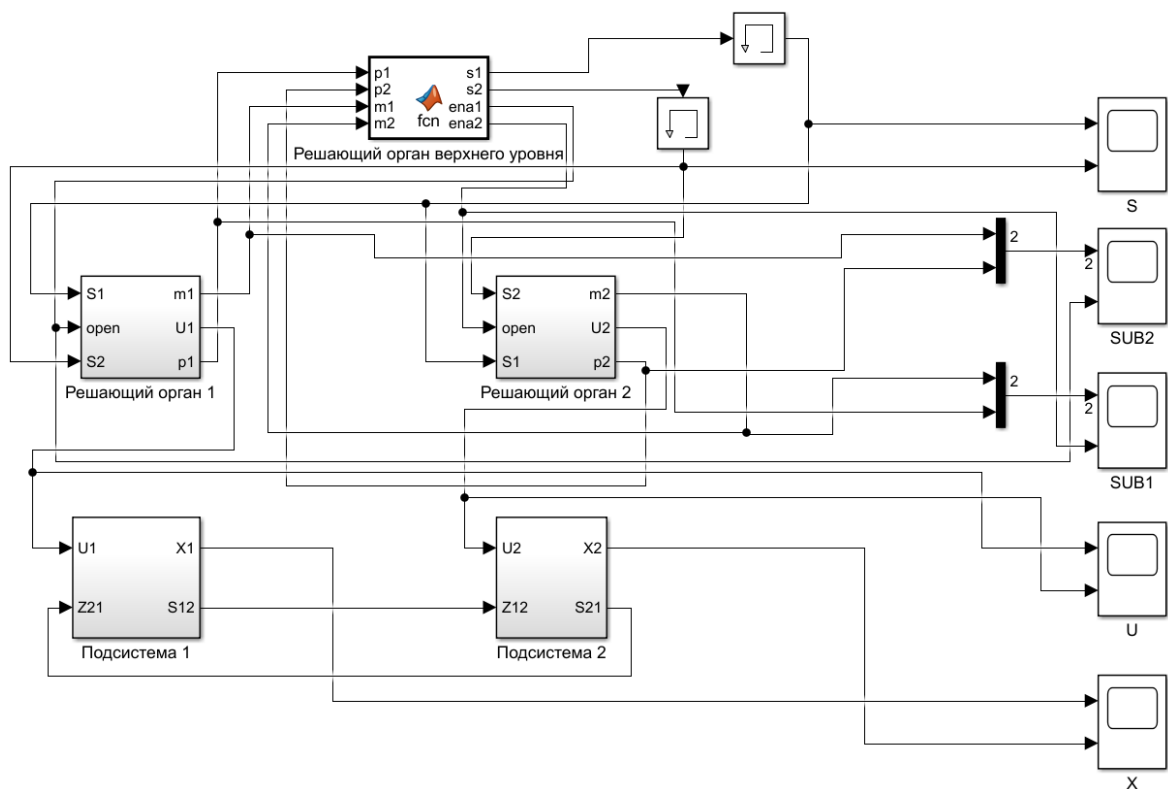 p1 s1
p2 s2
m1 ena1
m2 fcn ena2
Решающий орган верхнего уровня
S
2
2
SUB2
S1 m1
open U1
S2 p1
Решающий орган 1
S2 m2
open U2
S1 p2
Решающий орган 2
2
2
SUB1
U1 X1
Z21 S12
Подсистема 1
U2 X2
Z12 S21
Подсистема 2
U
X